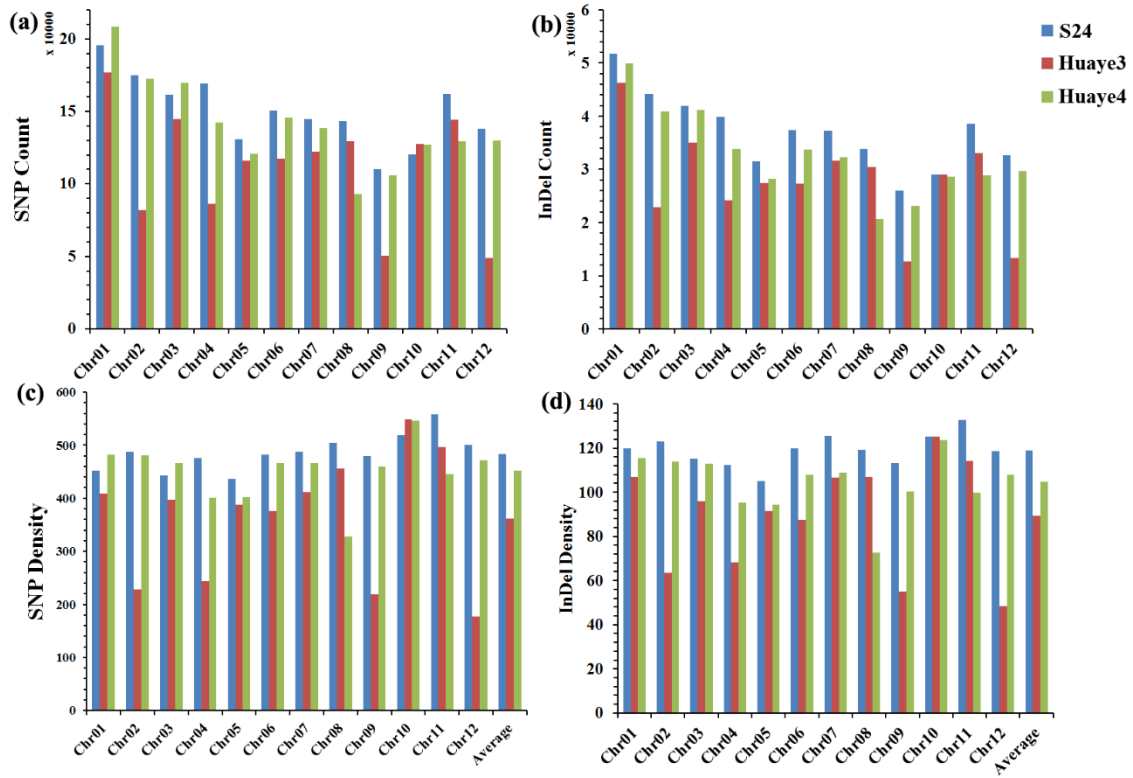 (a)
x 10000
SNP Count
20
15
10
5
0
Chr01 Chr02 Chr03 Chr04 Chr05 Chr06 Chr07 Chr08 Chr09 Chr10 Chr11 Chr12
(b)
x 10000
InDel Count
6
5
4
3
2
1
0
Chr01 Chr02 Chr03 Chr04 Chr05 Chr06 Chr07 Chr08 Chr09 Chr10 Chr11 Chr12
S24
Huaye3
Huaye4
(c)
SNP Density
600
500
400
300
200
100
0
Chr01 Chr02 Chr03 Chr04 Chr05 Chr06 Chr07 Chr08 Chr09 Chr10 Chr11 Chr12 Average
(d)
InDel Density
140
120
100
80
60
40
20
0
Chr01 Chr02 Chr03 Chr04 Chr05 Chr06 Chr07 Chr08 Chr09 Chr10 Chr11 Chr12 Average